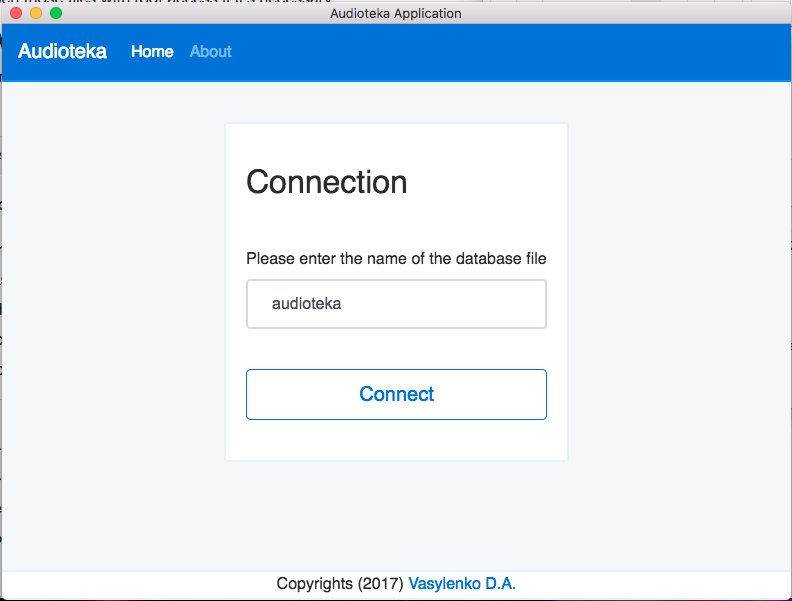 Audioteka Application
Audioteka Home About
Connection
Please enter the name of the database file
audioteka
Connect
Copyrights (2017) Vasylenko D.A.